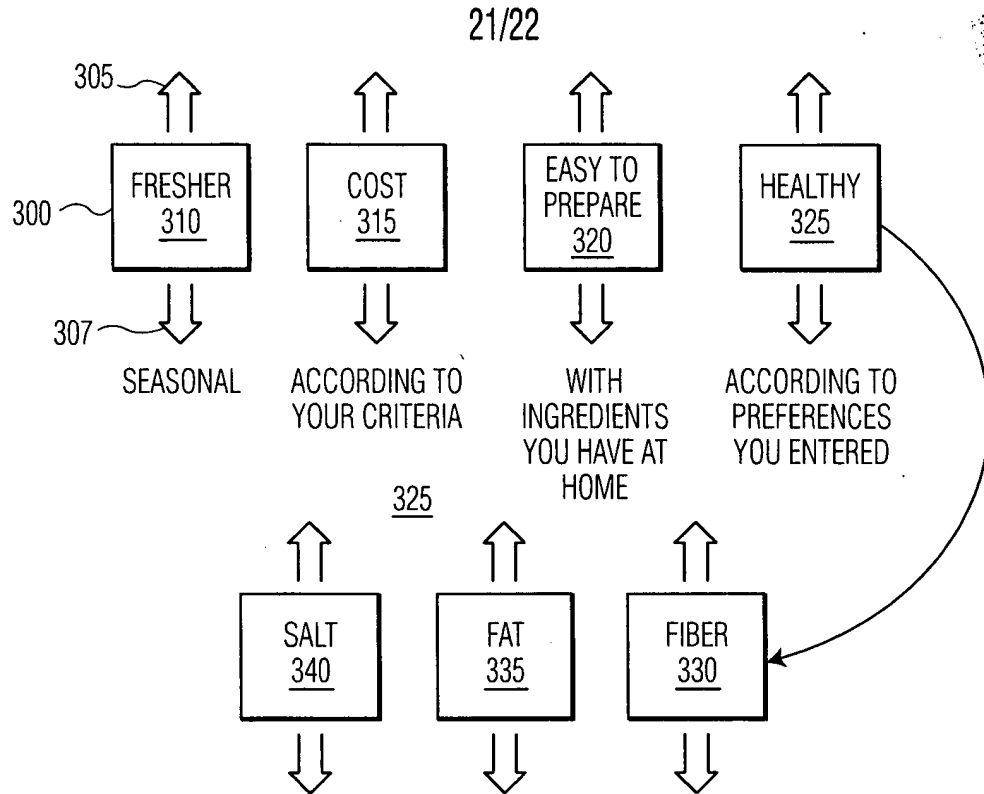 21/22
305
300
307
FRESHER
310
COST
315
EASY TO
PREPARE
320
HEALTHY
325
SEASONAL
ACCORDING TO
YOUR CRITERIA
WITH
INGREDIENTS
YOU HAVE AT
HOME
ACCORDING TO
PREFERENCES
YOU ENTERED
325
SALT
340
FAT
335
FIBER
330